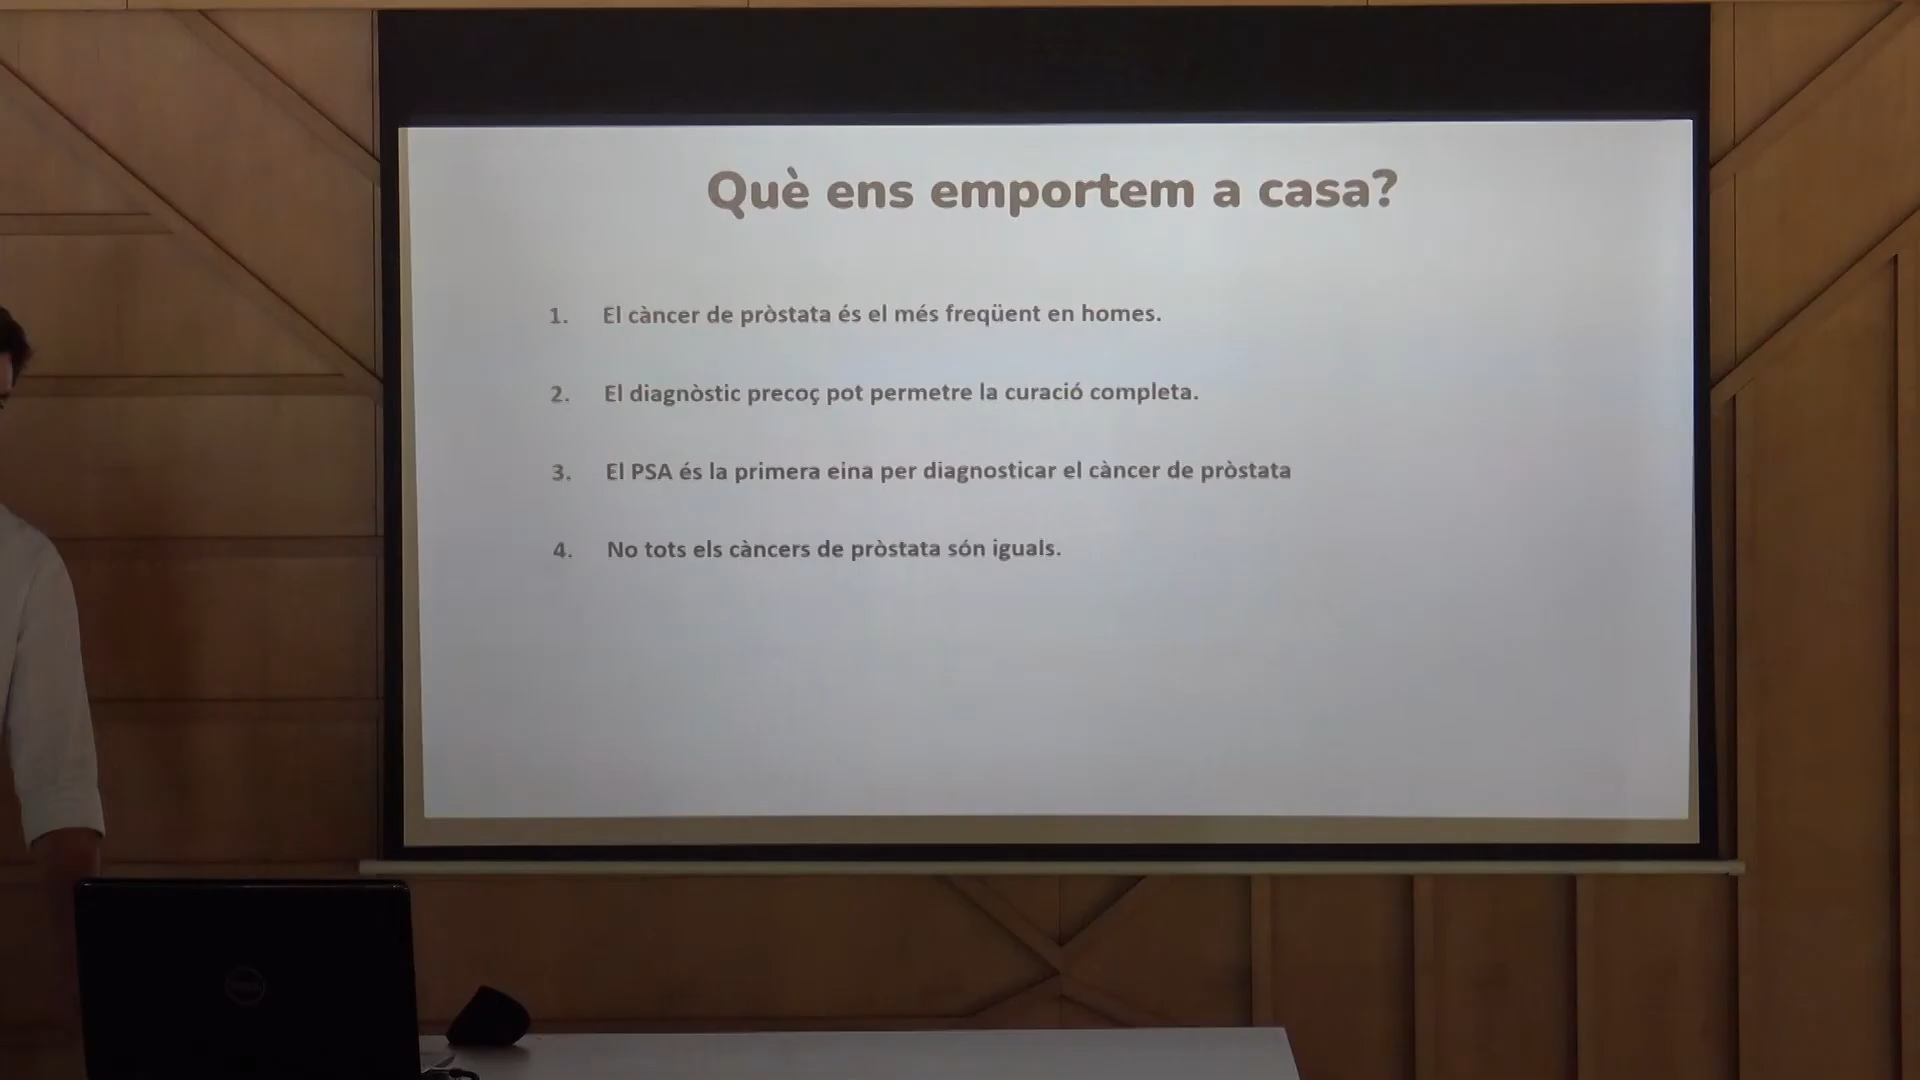 Què ens emportem a casa?
1. El càncer de pròstata és el més freqüent en homes.
2. El diagnòstic precoç pot permetre la curació completa.
3. El PSA és la primera eina per diagnosticar el càncer de pròstata
4. No tots els càncers de pròstata són iguals.